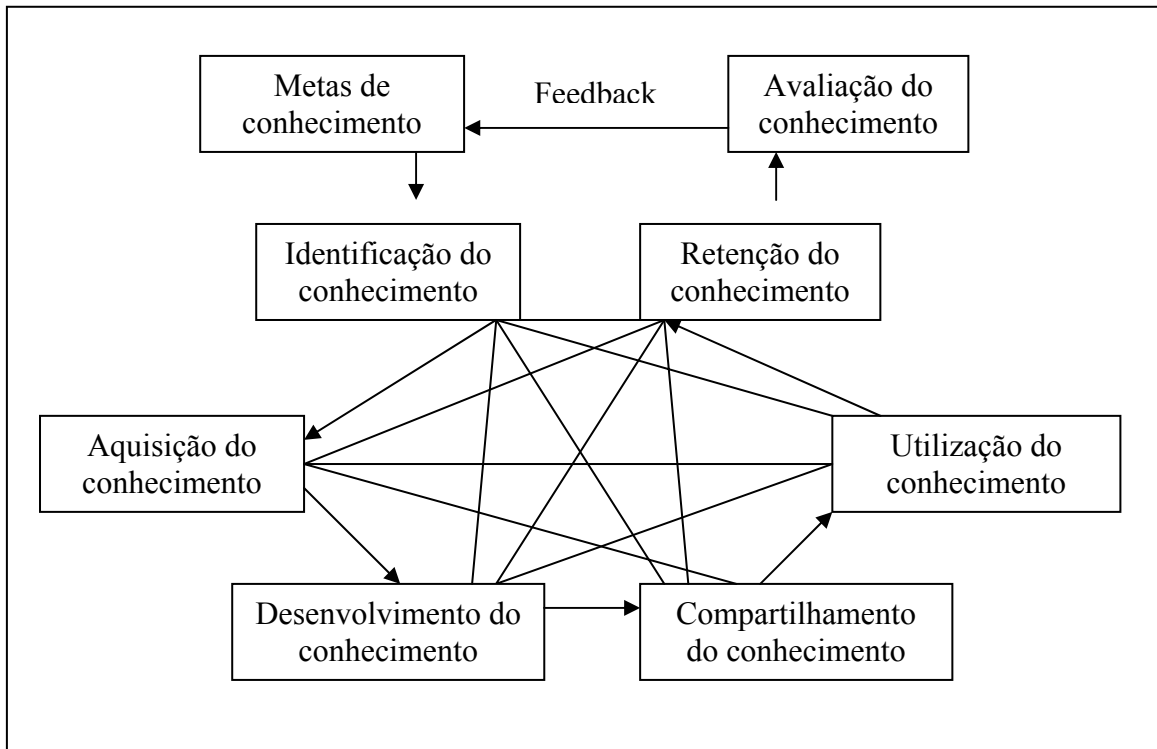 Metas de
conhecimento
Feedback
Avaliação do
conhecimento
Identificação do
conhecimento
Retenção do
conhecimento
Aquisição do
conhecimento
Utilização do
conhecimento
Desenvolvimento do
conhecimento
Compartilhamento
do conhecimento